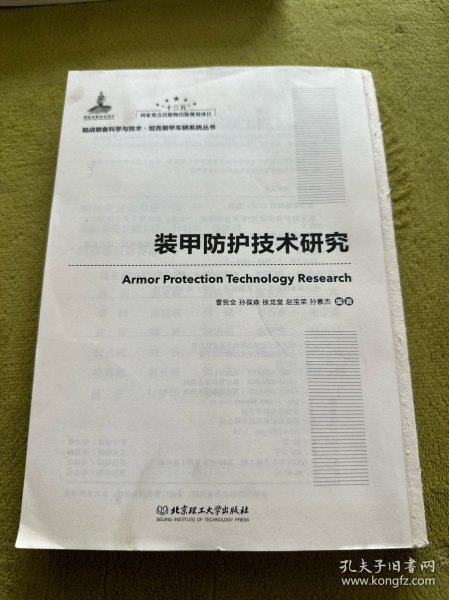 “十三五”
国家重点出版物出版规划项目
陆战装备科学与技术·坦克装甲车辆系统丛书
装甲防护技术研究
Armor Protection Technology Research
曹贺全 孙葆森 徐龙堂 赵宝荣 孙素杰 编著
北京理工大学出版社
BEIJING INSTITUTE OF TECHNOLOGY PRESS
孔夫子旧书网
www.kongfz.com